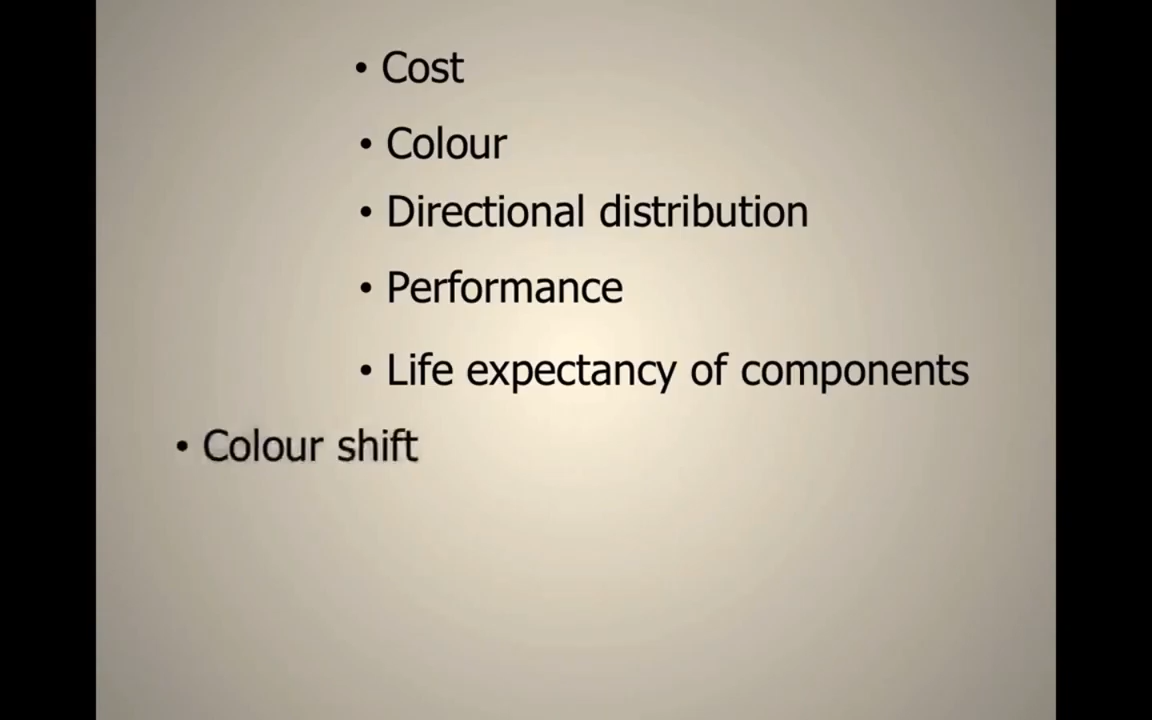 • Cost
• Colour
• Directional distribution
• Performance
• Life expectancy of components
• Colour shift